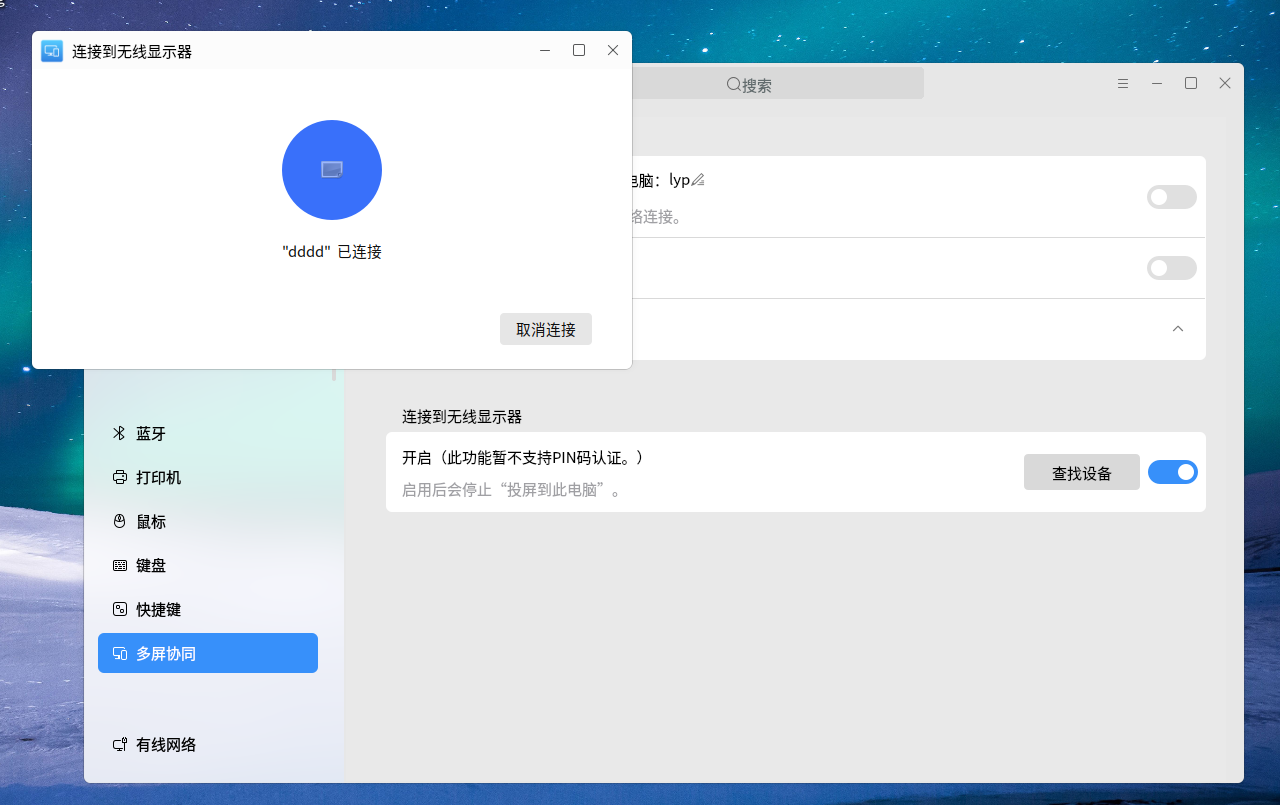 连接到无线显示器
"dddd" 已连接
取消连接
搜索
电脑：lyp
络连接。
连接到无线显示器
开启（此功能暂不支持PIN码认证。）
启用后会停止“投屏到此电脑”。
查找设备
蓝牙
打印机
鼠标
键盘
快捷键
多屏协同
有线网络